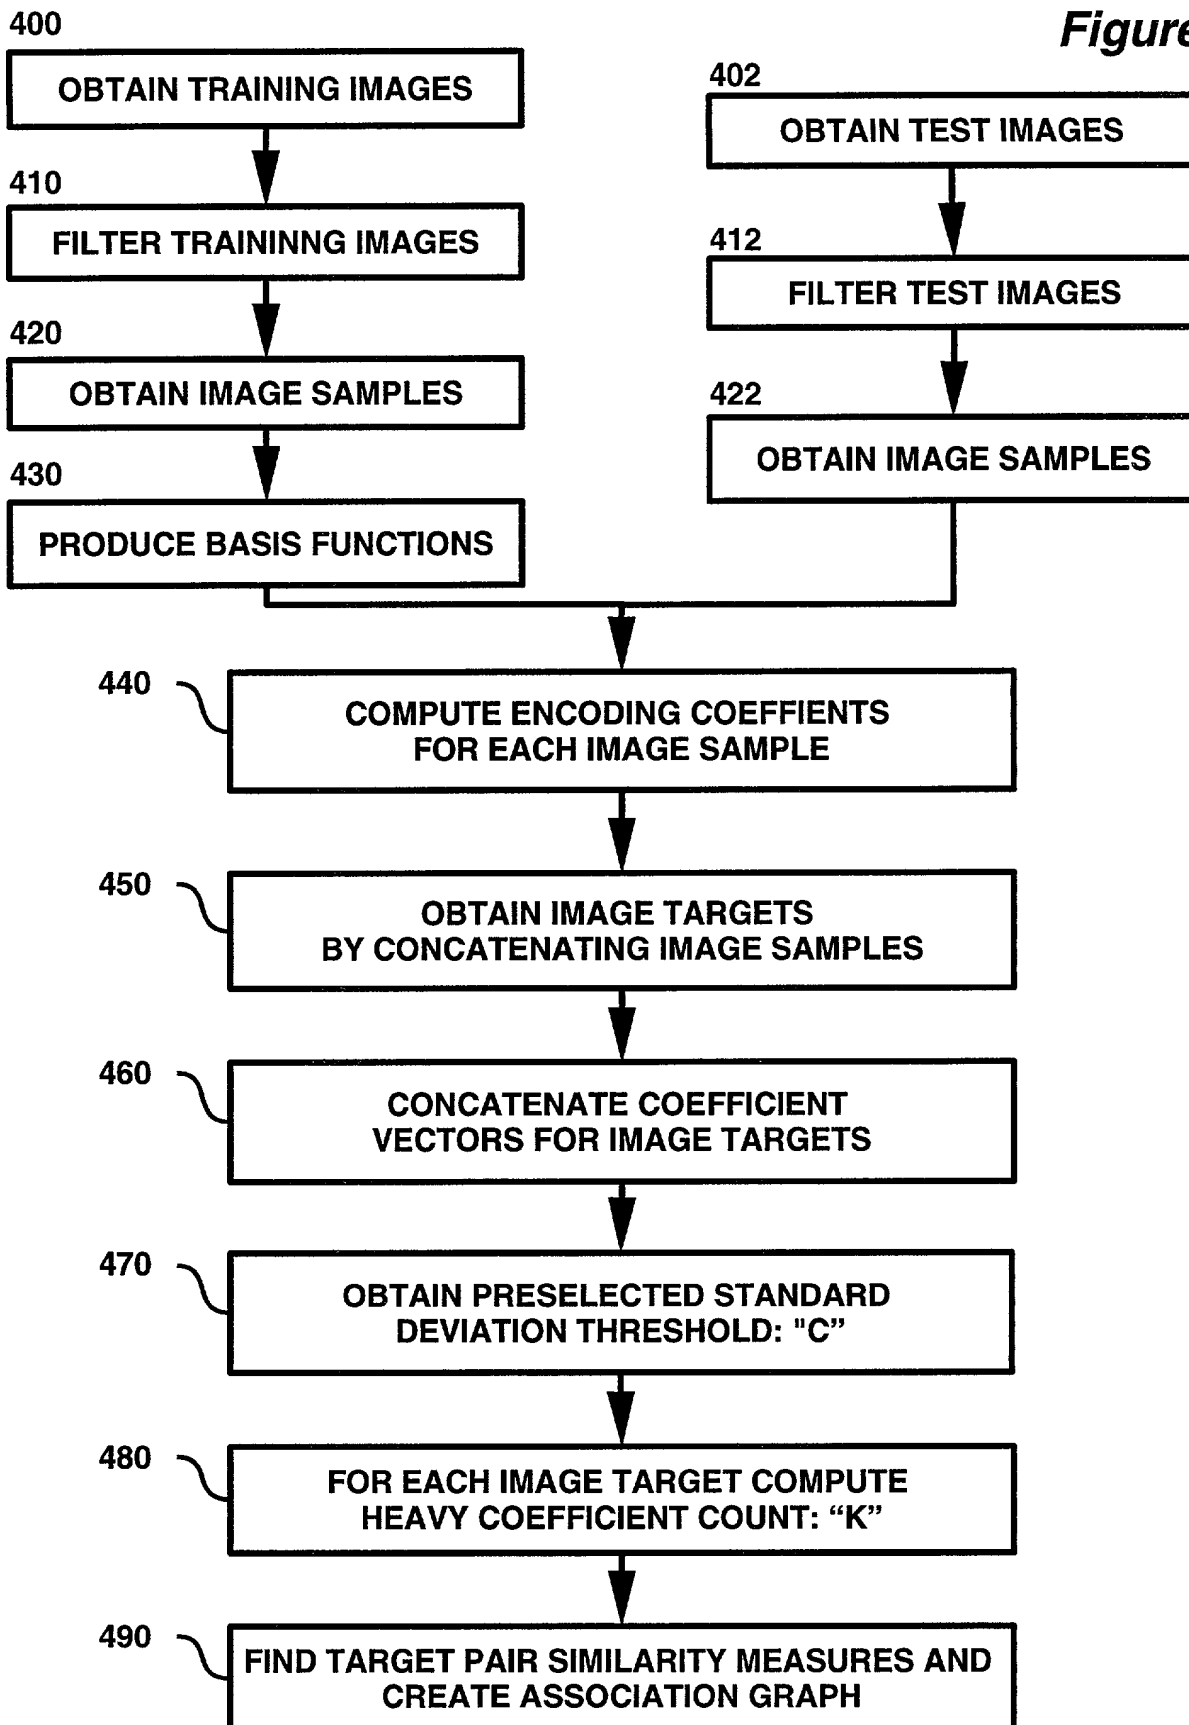 400
Figure
OBTAIN TRAINING IMAGES
402
OBTAIN TEST IMAGES
410
FILTER TRAININNG IMAGES
412
FILTER TEST IMAGES
420
OBTAIN IMAGE SAMPLES
422
OBTAIN IMAGE SAMPLES
430
PRODUCE BASIS FUNCTIONS
440
COMPUTE ENCODING COEFFIENTS
FOR EACH IMAGE SAMPLE
450
OBTAIN IMAGE TARGETS
BY CONCATENATING IMAGE SAMPLES
460
CONCATENATE COEFFICIENT
VECTORS FOR IMAGE TARGETS
470
OBTAIN PRESELECTED STANDARD
DEVIATION THRESHOLD: "C”
480
FOR EACH IMAGE TARGET COMPUTE
HEAVY COEFFICIENT COUNT: “K”
490
FIND TARGET PAIR SIMILARITY MEASURES AND
CREATE ASSOCIATION GRAPH